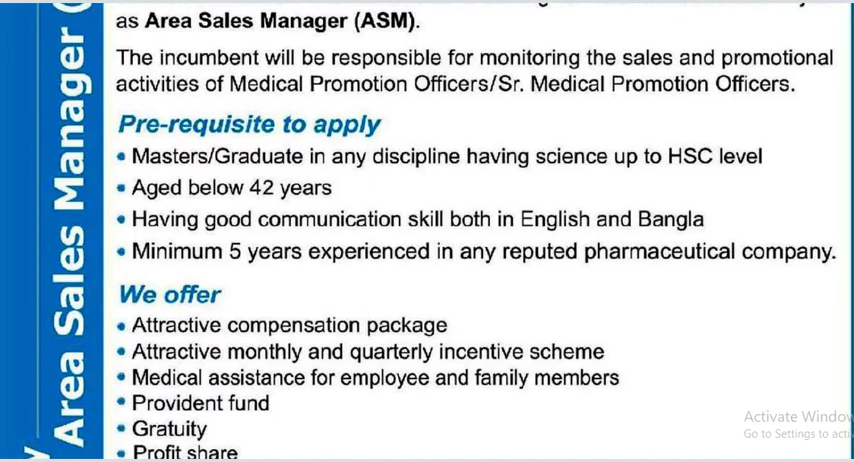 as Area Sales Manager (ASM).
The incumbent will be responsible for monitoring the sales and promotional
activities of Medical Promotion Officers/Sr. Medical Promotion Officers.
Pre-requisite to apply
• Masters/Graduate in any discipline having science up to HSC level
• Aged below 42 years
• Having good communication skill both in English and Bangla
• Minimum 5 years experienced in any reputed pharmaceutical company.
We offer
• Attractive compensation package
• Attractive monthly and quarterly incentive scheme
• Medical assistance for employee and family members
• Provident fund
• Gratuity
• Profit share
Area Sales Manager (
Activate Window
Go to Settings to acti